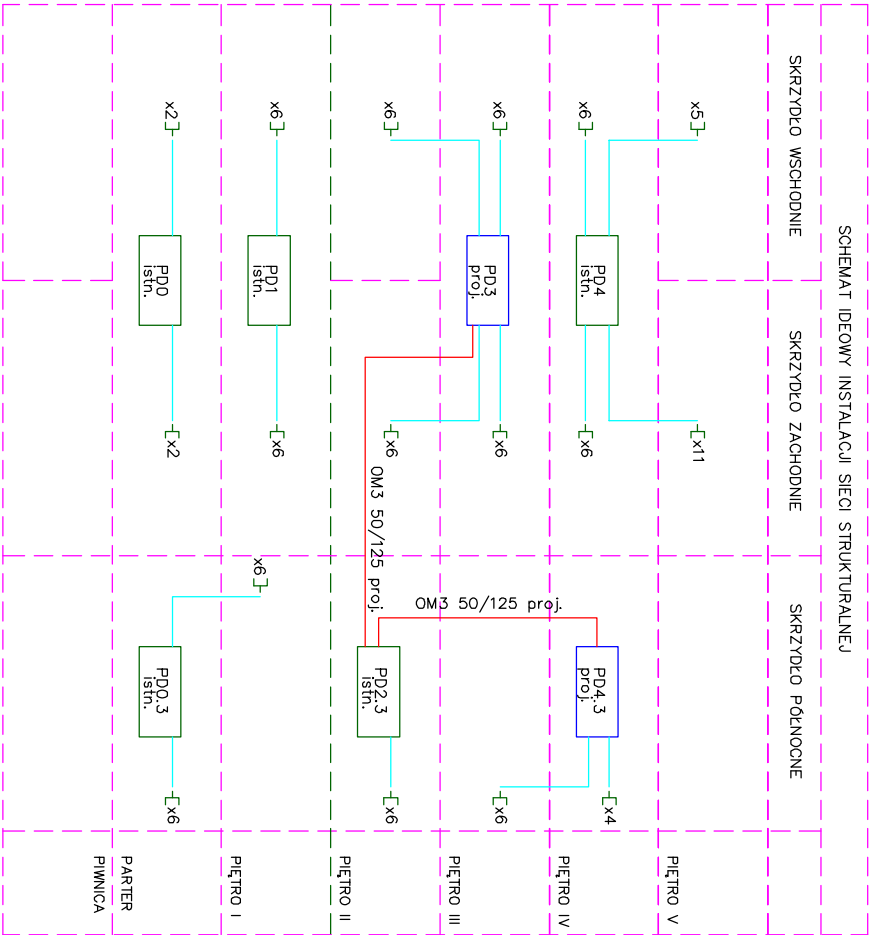 SCHEMAT IDEOWY INSTALACJI SIECI STRUKTURALNEJ
SKRZYDŁO WSCHODNIE
SKRZYDŁO ZACHODNIE
SKRZYDŁO PÓŁNOCNE
x5
x11
PIĘTRO V
x6
PD4
istn.
x6
PD4.3
proj.
x4
PIĘTRO IV
x6
PD3
proj.
x6
x6
PIĘTRO III
OM3 50/125 proj.
x6
x6
OM3 50/125 proj.
PD2.3
istn.
x6
PIĘTRO II
x6
PD1
istn.
x6
x6
PIĘTRO I
x2
PD0
istn.
x2
PD0.3
istn.
x6
PARTER
PIWNICA